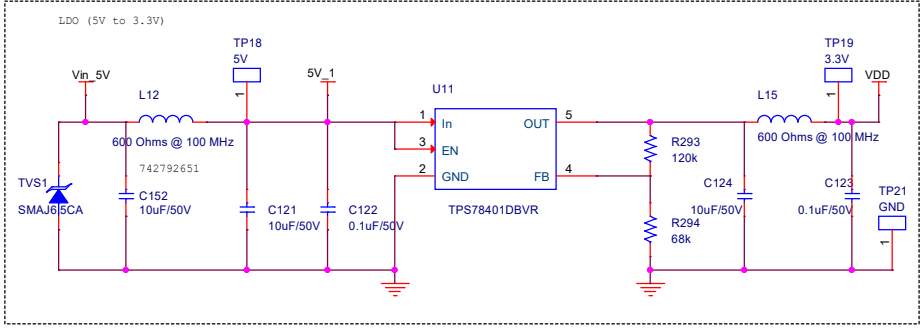 LDO (5V to 3.3V)
TP18
5V
1
TP19
3.3V
1
Vin_5V
5V_1
VDD
L12
600 Ohms @ 100 MHz
742792651
U11
1
In
OUT
5
3
EN
2
GND
FB
4
TPS78401DBVR
L15
600 Ohms @ 100 MHz
R293
120k
TVS1
SMAJ6.5CA
C152
10uF/50V
C121
10uF/50V
C122
0.1uF/50V
R294
68k
C124
10uF/50V
C123
0.1uF/50V
TP21
GND
1